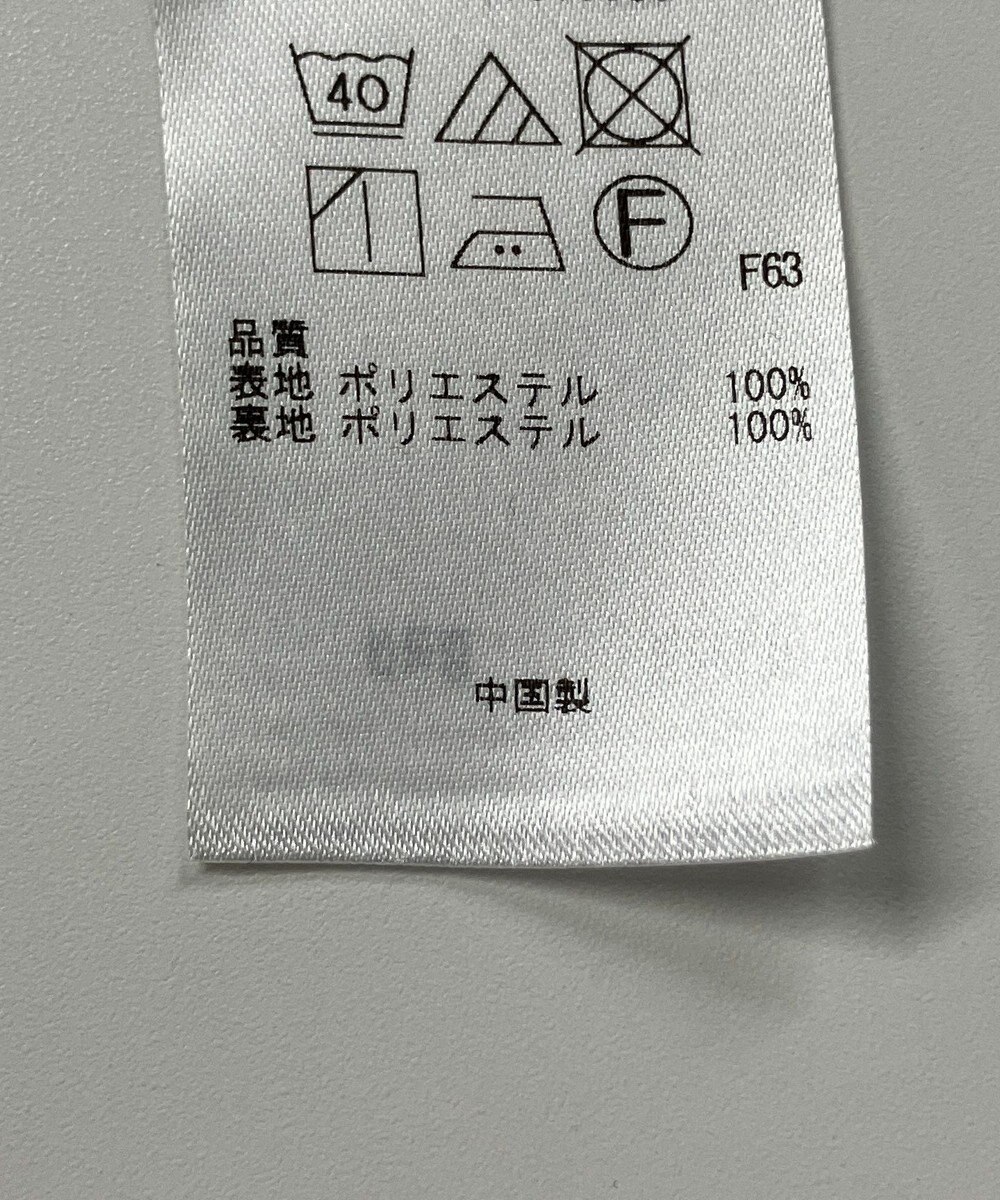 40
F
F63
品質
表地 ポリエステル 100%
裏地 ポリエステル 100%
中国製